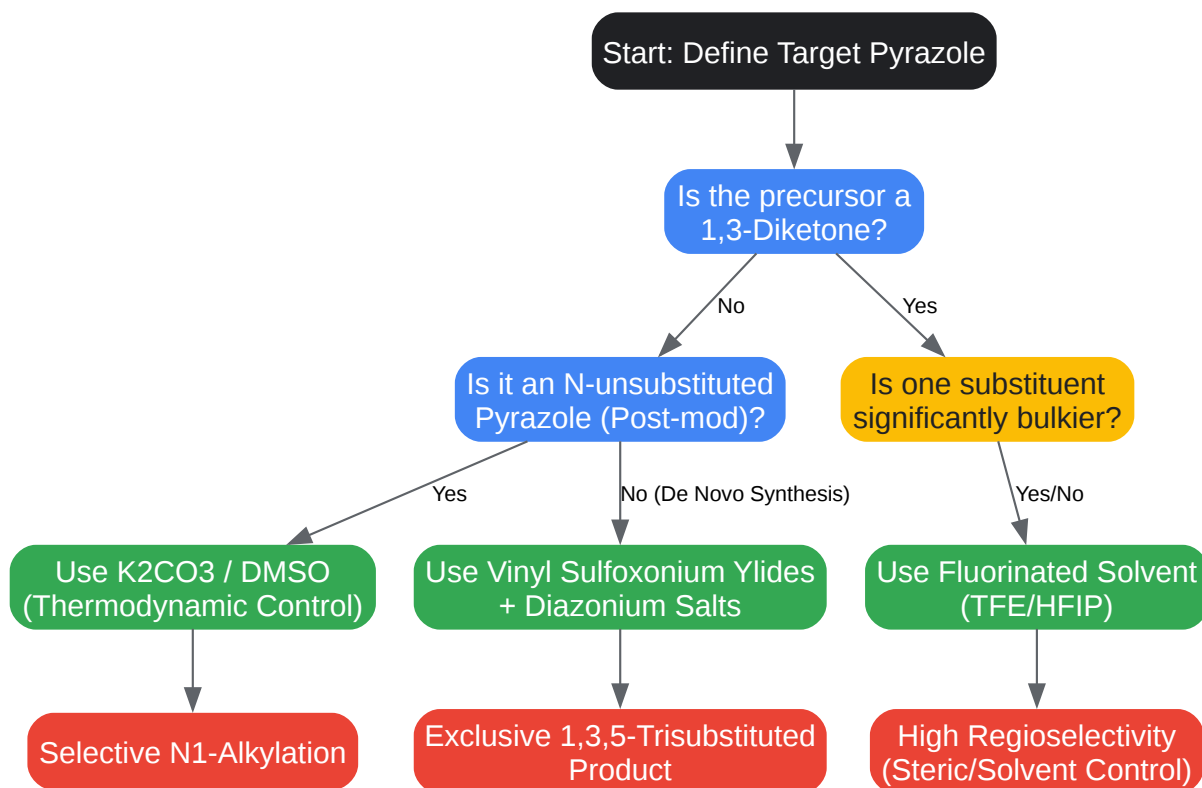 Start: Define Target Pyrazole
Is the precursor a
1,3-Diketone?
No
Yes
Is it an N-unsubstituted
Pyrazole (Post-mod)?
Is one substituent
significantly bulkier?
Yes
No (De Novo Synthesis)
Yes/No
Use K2CO3 / DMSO
(Thermodynamic Control)
Use Vinyl Sulfoxonium Ylides
+ Diazonium Salts
Use Fluorinated Solvent
(TFE/HFIP)
Selective N1-Alkylation
Exclusive 1,3,5-Trisubstituted
Product
High Regioselectivity
(Steric/Solvent Control)